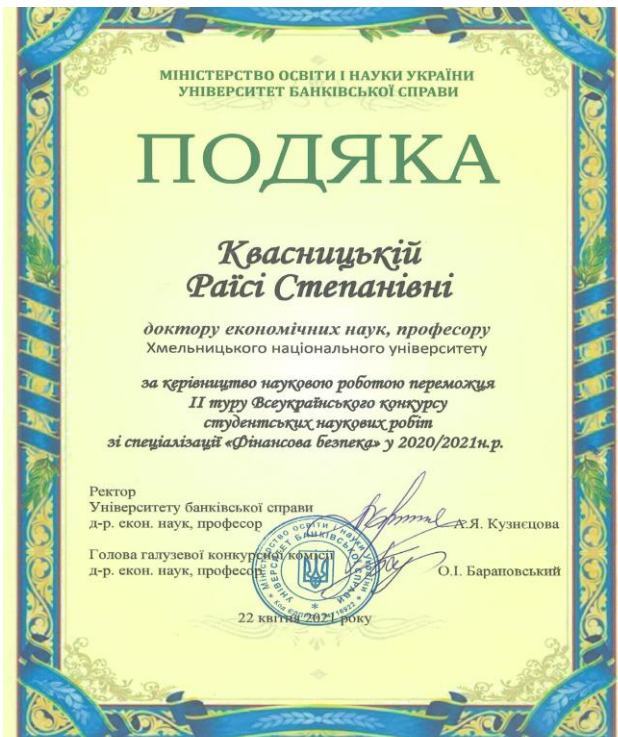 МІНІСТЕРСТВО ОСВІТИ І НАУКИ УКРАЇНИ
УНІВЕРСИТЕТ БАНКІВСЬКОЇ СПРАВИ
ПОДЯКА
Квасницькій
Раїсі Степанівні
доктору економічних наук, професору
Хмельницького національного університету
за керівництво науковою роботою переможця
ІІ туру Всеукраїнського конкурсу
студентських наукових робіт
зі спеціалізації «Фінансова безпека» у 2020/2021н.р.
Ректор
Університету банківської справи
д-р. екон. наук, професор А.Я. Кузнєцова
Голова галузевої конкурсної комісії
д-р. екон. наук, професор О.І. Барановський
22 квітня 2021 року